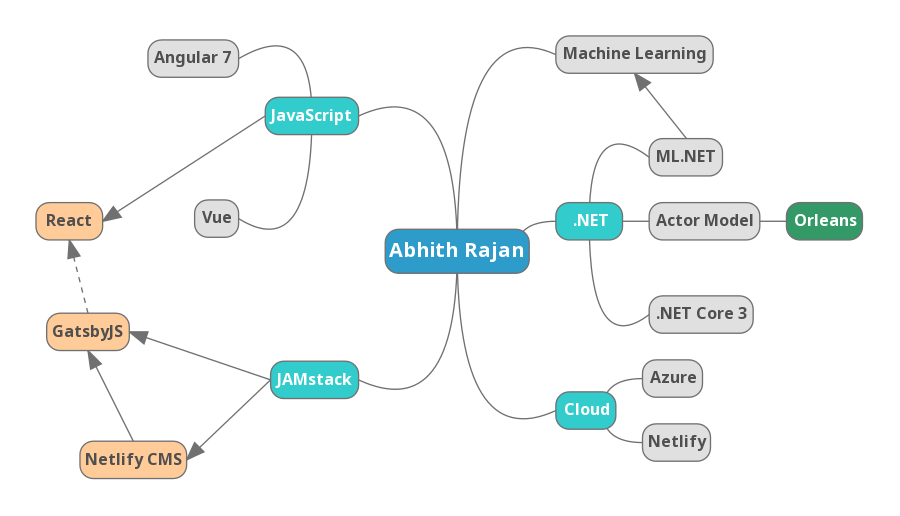 Angular 7
Machine Learning
JavaScript
ML.NET
React
Vue
.NET
Actor Model
Orleans
Abhith Rajan
.NET Core 3
GatsbyJS
JAMstack
Azure
Cloud
Netlify
Netlify CMS